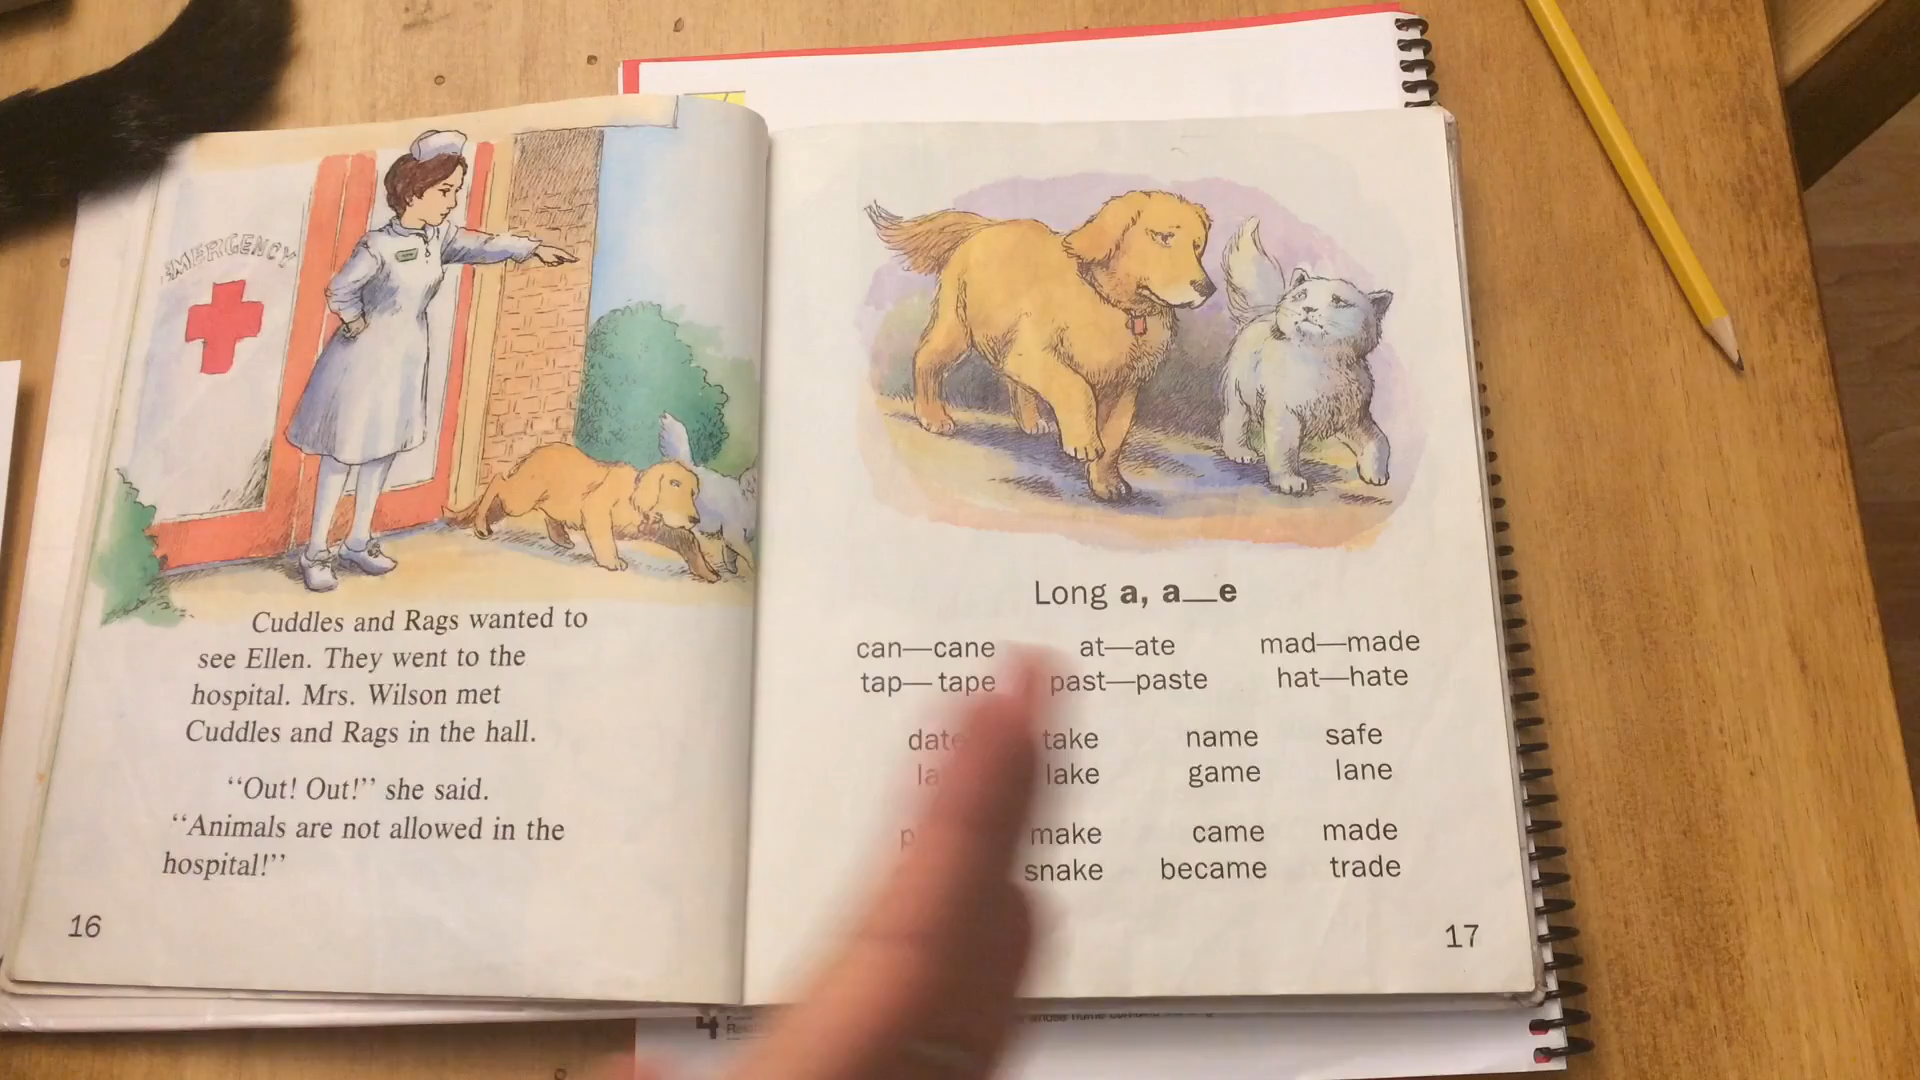 EMERGENCY
Cuddles and Rags wanted to
see Ellen. They went to the
hospital. Mrs. Wilson met
Cuddles and Rags in the hall.
“Out! Out!” she said.
“Animals are not allowed in the
hospital!”
16
Long a, a__e
can—cane at—ate mad—made
tap—tape past—paste hat—hate
date take name safe
lake game lane
make came made
snake became trade
17
4